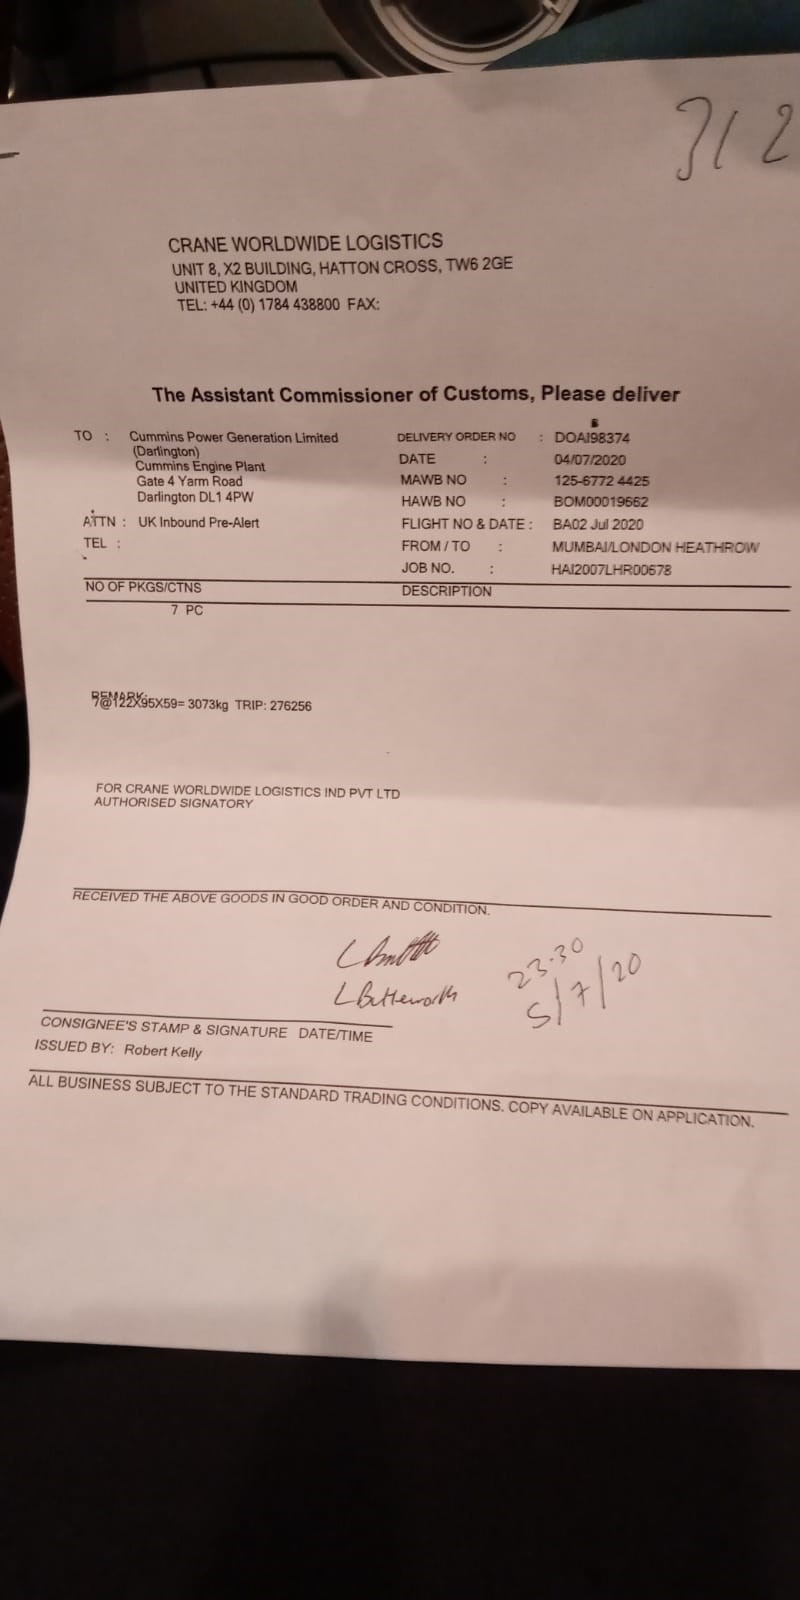 312
CRANE WORLDWIDE LOGISTICS
UNIT 8, X2 BUILDING, HATTON CROSS, TW6 2GE
UNITED KINGDOM
TEL: +44 (0) 1784 438800 FAX:
The Assistant Commissioner of Customs, Please deliver
TO : Cummins Power Generation Limited
(Darlington)
Cummins Engine Plant
Gate 4 Yarm Road
Darlington DL1 4PW
ATTN : UK Inbound Pre-Alert
TEL :
DELIVERY ORDER NO : DOAI98374
DATE : 04/07/2020
MAWB NO : 125-6772 4425
HAWB NO : BOM00019662
FLIGHT NO & DATE : BA02 Jul 2020
FROM / TO : MUMBAI/LONDON HEATHROW
JOB NO. : HAI2007LHR00678
NO OF PKGS/CTNS DESCRIPTION
7 PC
REMARK:
7@122X95X59= 3073kg TRIP: 276256
FOR CRANE WORLDWIDE LOGISTICS IND PVT LTD
AUTHORISED SIGNATORY
RECEIVED THE ABOVE GOODS IN GOOD ORDER AND CONDITION.
L Butterworth
23.30
5/7/20
CONSIGNEE'S STAMP & SIGNATURE DATE/TIME
ISSUED BY: Robert Kelly
ALL BUSINESS SUBJECT TO THE STANDARD TRADING CONDITIONS. COPY AVAILABLE ON APPLICATION.